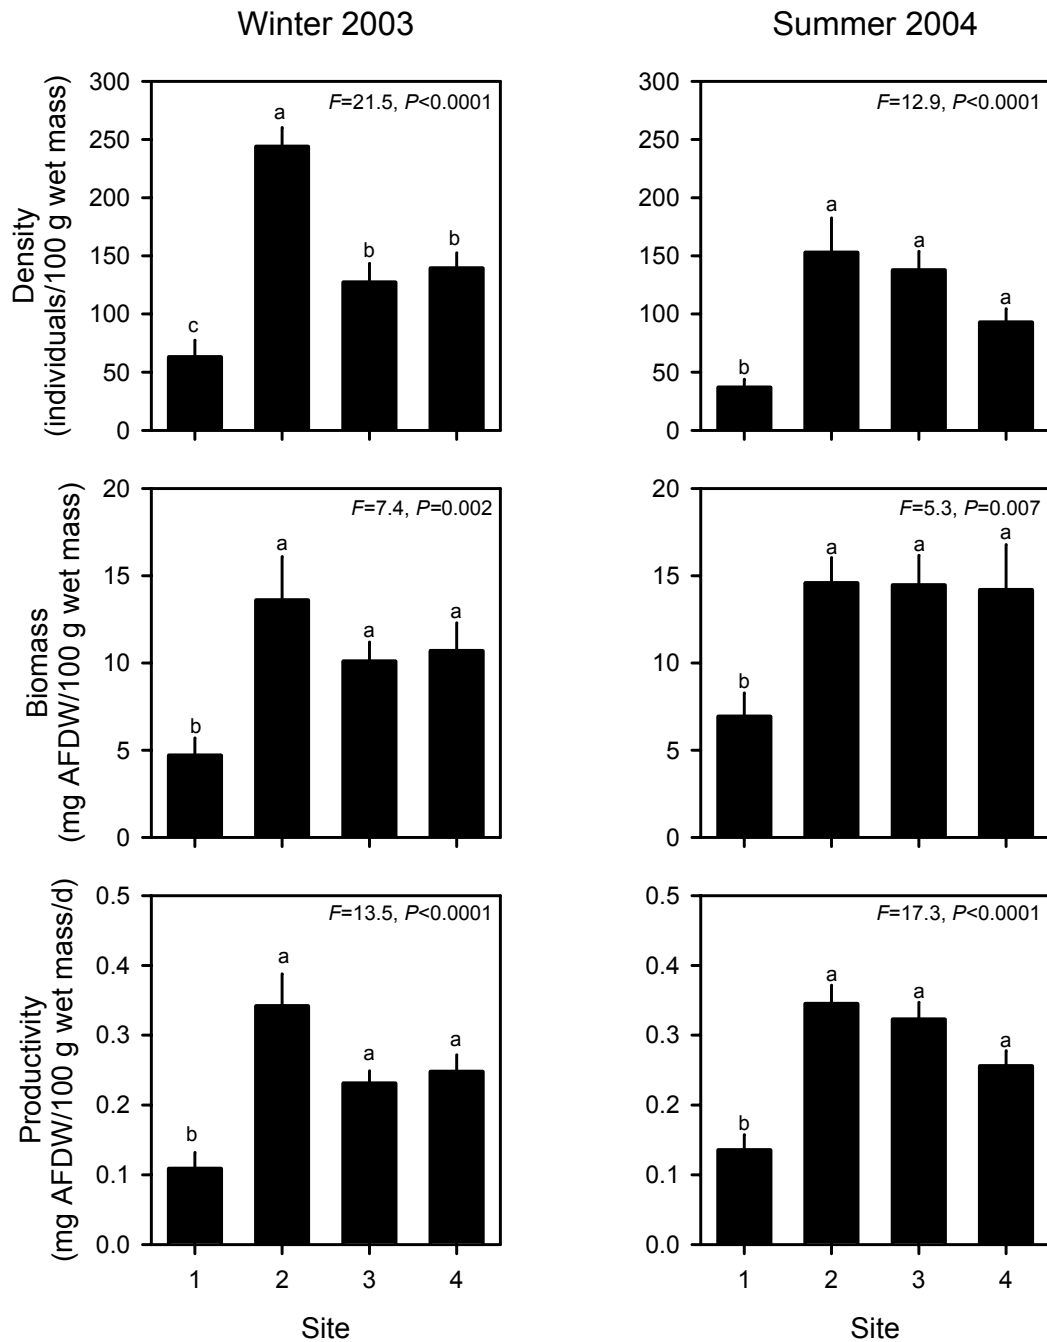 Winter 2003
Summer 2004
Density
(individuals/100 g wet mass)
300
250
200
150
100
50
0
F=21.5, P<0.0001
c
a
b
b
300
250
200
150
100
50
0
F=12.9, P<0.0001
b
a
a
a
Biomass
(mg AFDW/100 g wet mass)
20
15
10
5
0
F=7.4, P=0.002
b
a
a
a
20
15
10
5
0
F=5.3, P=0.007
b
a
a
a
Productivity
(mg AFDW/100 g wet mass/d)
0.5
0.4
0.3
0.2
0.1
0.0
F=13.5, P<0.0001
b
a
a
a
1 2 3 4
Site
0.5
0.4
0.3
0.2
0.1
0.0
F=17.3, P<0.0001
b
a
a
a
1 2 3 4
Site